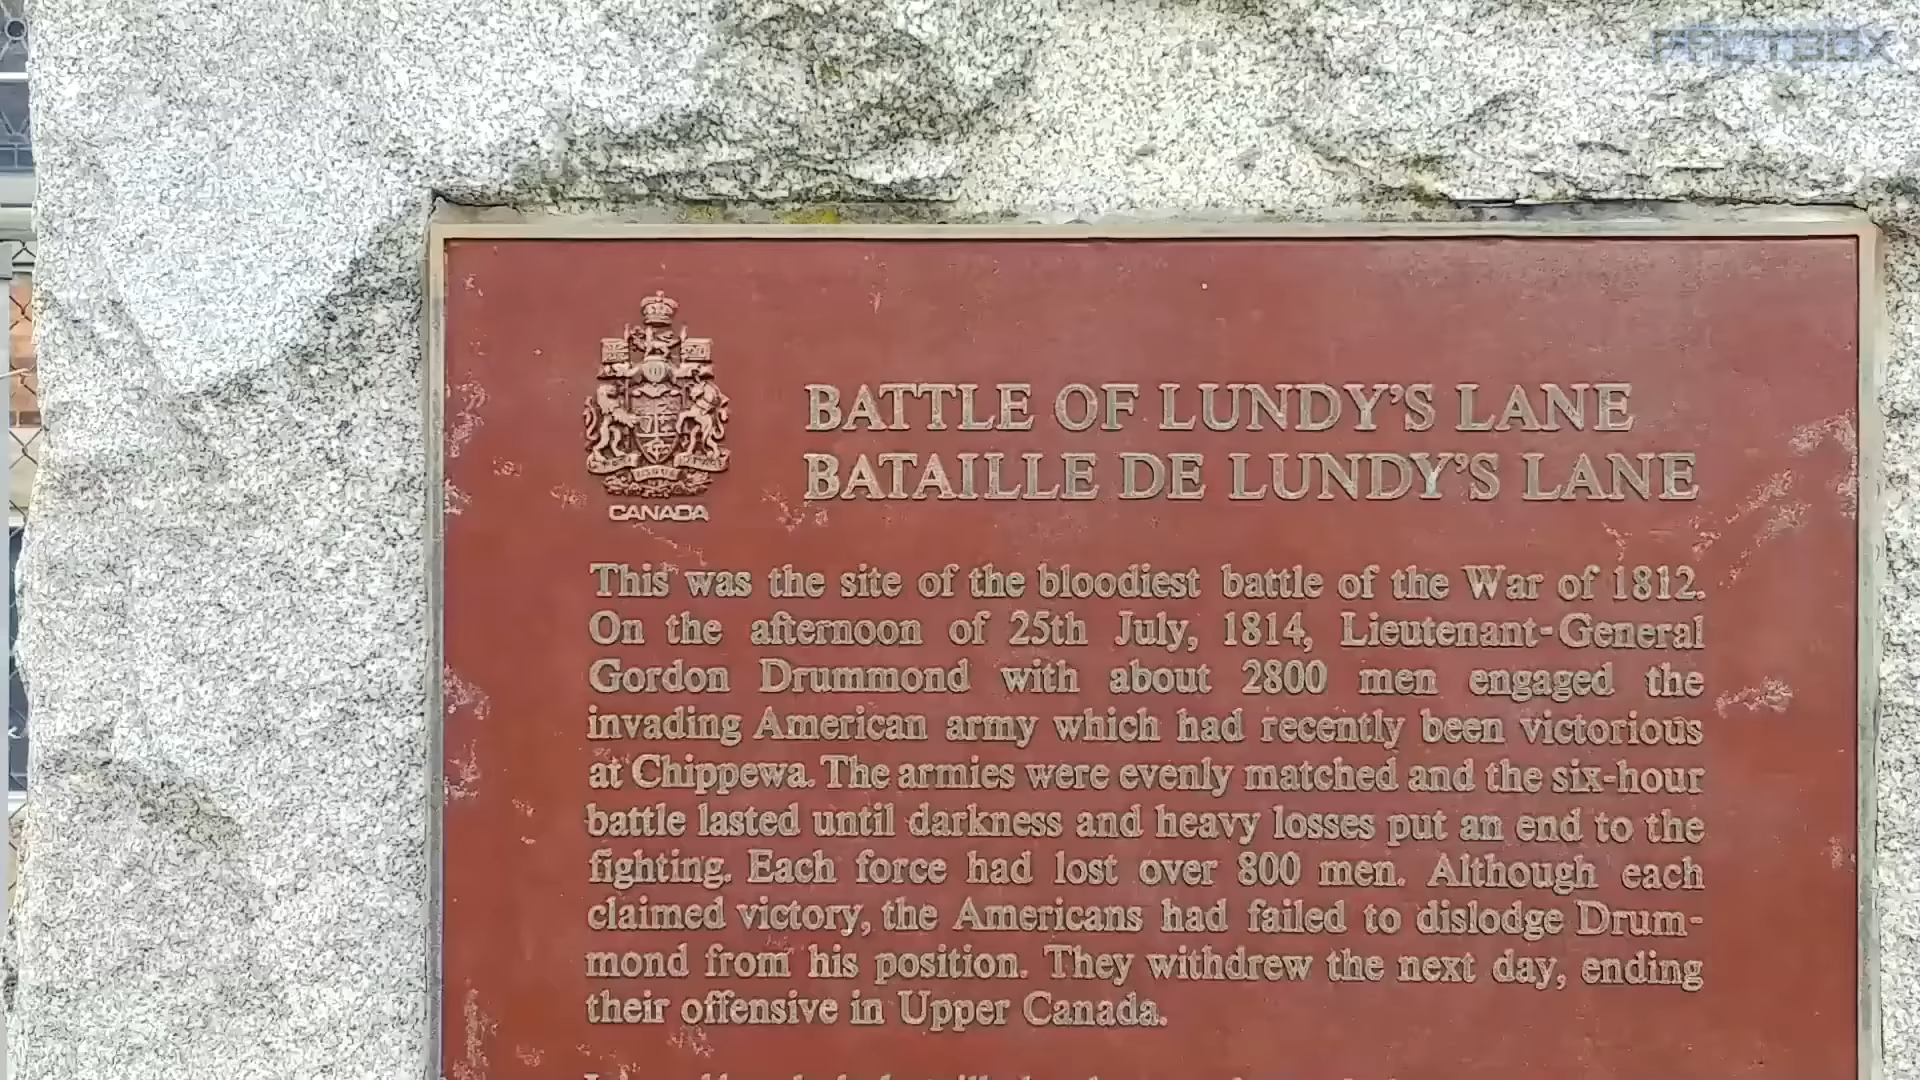 FACTBOX
CANADA
BATTLE OF LUNDY'S LANE
BATAILLE DE LUNDY'S LANE
This was the site of the bloodiest battle of the War of 1812.
On the afternoon of 25th July, 1814, Lieutenant-General
Gordon Drummond with about 2800 men engaged the
invading American army which had recently been victorious
at Chippewa. The armies were evenly matched and the six-hour
battle lasted until darkness and heavy losses put an end to the
fighting. Each force had lost over 800 men. Although each
claimed victory, the Americans had failed to dislodge Drum-
mond from his position. They withdrew the next day, ending
their offensive in Upper Canada.